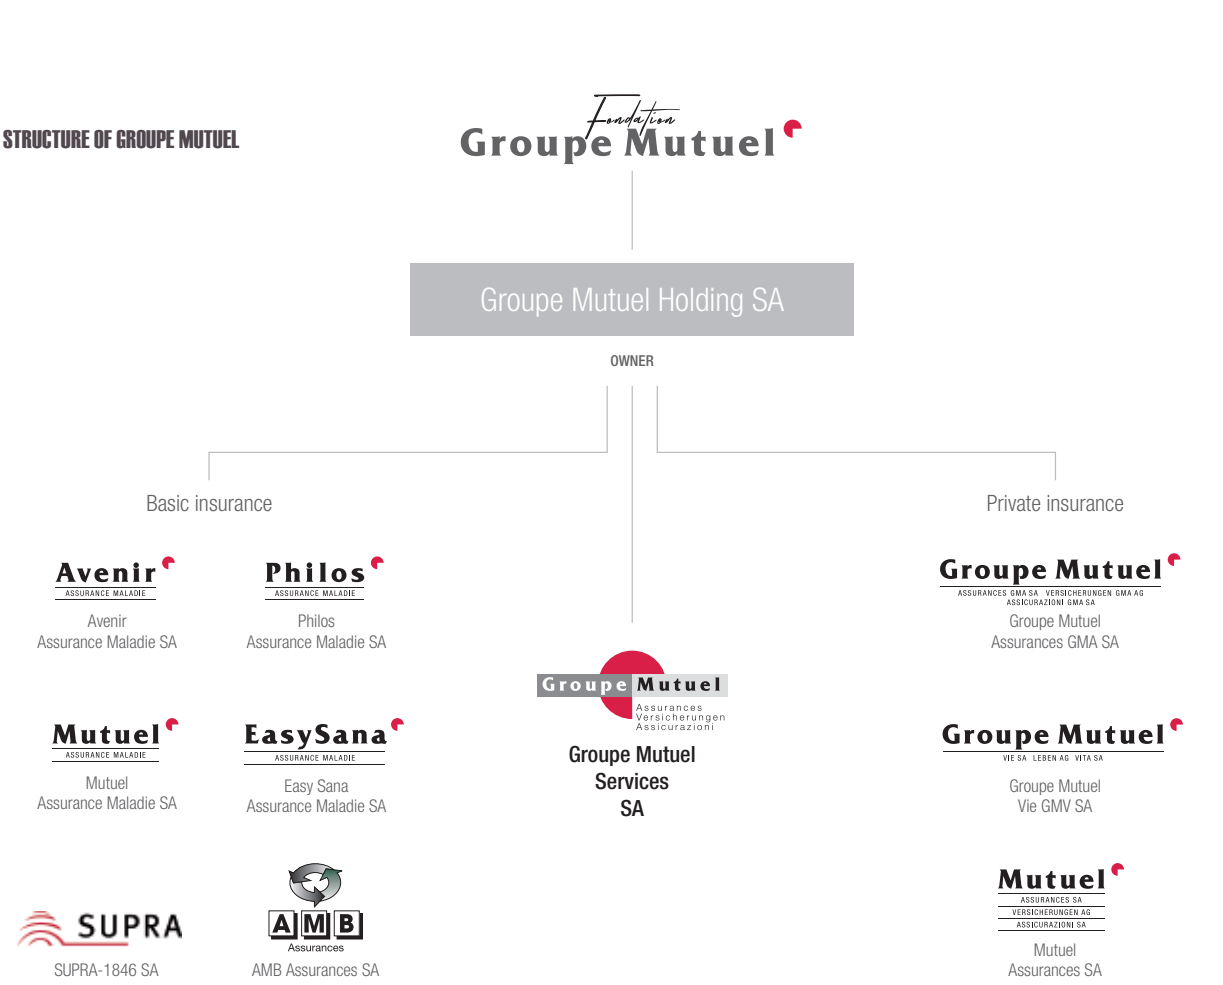 STRUCTURE OF GROUPE MUTUEL
Fondation
Groupe Mutuel
Groupe Mutuel Holding SA
OWNER
Basic insurance
Private insurance
Avenir
ASSURANCE MALADIE
Avenir
Assurance Maladie SA
Philos
ASSURANCE MALADIE
Philos
Assurance Maladie SA
Mutuel
ASSURANCE MALADIE
Mutuel
Assurance Maladie SA
EasySana
ASSURANCE MALADIE
Easy Sana
Assurance Maladie SA
SUPRA
SUPRA-1846 SA
AMB
Assurances
AMB Assurances SA
Groupe Mutuel
Assurances
Versicherungen
Assicurazioni
Groupe Mutuel
Services
SA
Groupe Mutuel
ASSURANCES GMA SA VERSICHERUNGEN GMA AG
ASSICURAZIONI GMA SA
Groupe Mutuel
Assurances GMA SA
Groupe Mutuel
VIE SA LEBEN AG VITA SA
Groupe Mutuel
Vie GMV SA
Mutuel
ASSURANCES SA
VERSICHERUNGEN AG
ASSICURAZIONI SA
Mutuel
Assurances SA